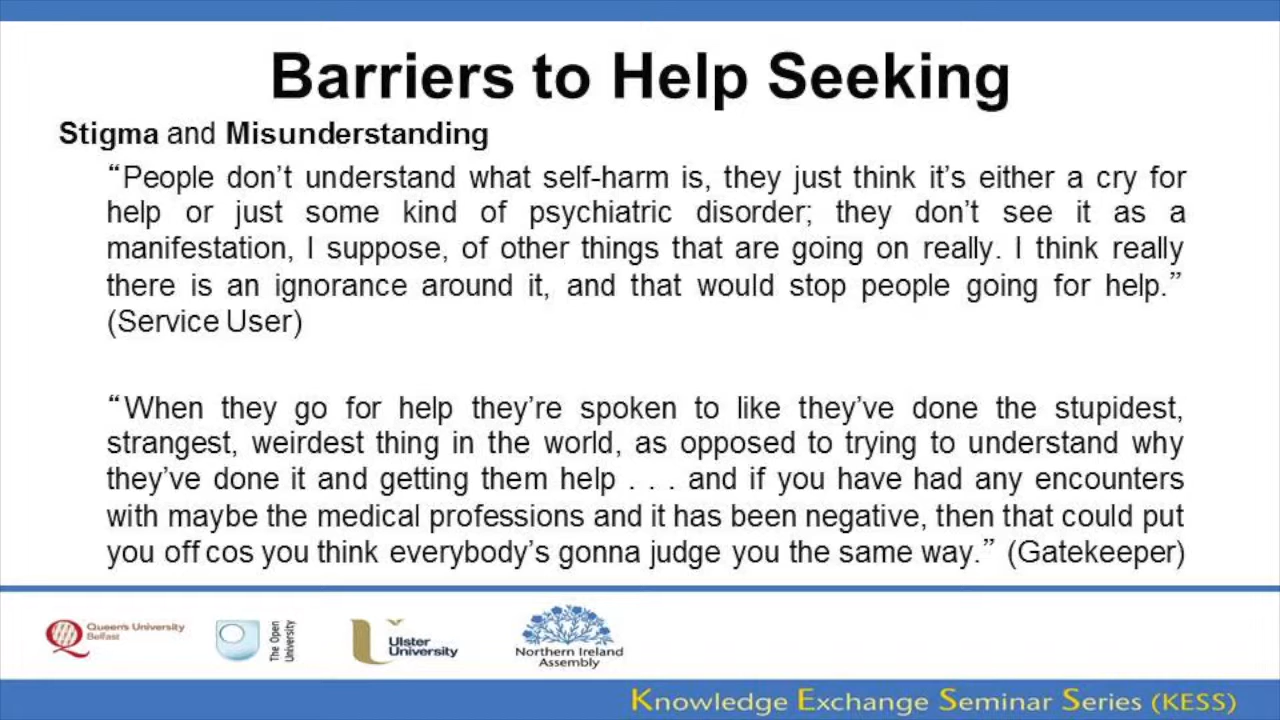 Barriers to Help Seeking
Stigma and Misunderstanding
“People don’t understand what self-harm is, they just think it’s either a cry for
help or just some kind of psychiatric disorder; they don’t see it as a
manifestation, I suppose, of other things that are going on really. I think really
there is an ignorance around it, and that would stop people going for help.”
(Service User)
“When they go for help they’re spoken to like they’ve done the stupidest,
strangest, weirdest thing in the world, as opposed to trying to understand why
they’ve done it and getting them help . . . and if you have had any encounters
with maybe the medical professions and it has been negative, then that could put
you off cos you think everybody’s gonna judge you the same way.” (Gatekeeper)
Queen's University
Belfast
The Open
University
Ulster
University
Northern Ireland
Assembly
Knowledge Exchange Seminar Series (KESS)